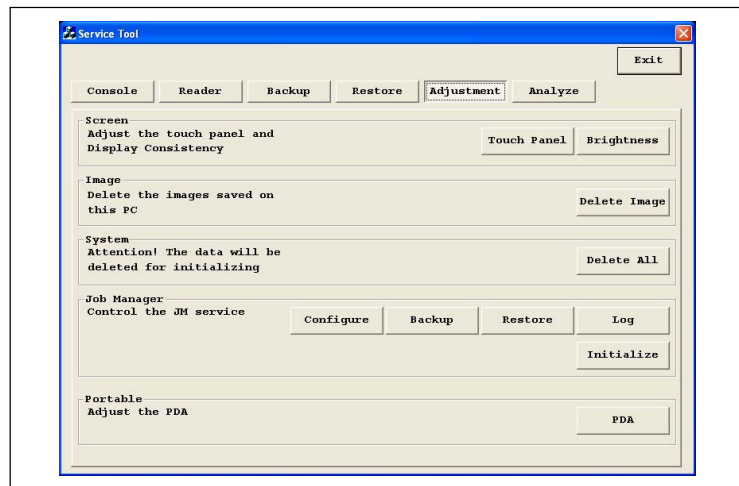 Service Tool
Exit
Console Reader Backup Restore Adjustment Analyze
Screen
Adjust the touch panel and
Display Consistency
Touch Panel Brightness
Image
Delete the images saved on
this PC
Delete Image
System
Attention! The data will be
deleted for initializing
Delete All
Job Manager
Control the JM service
Configure Backup Restore Log
Initialize
Portable
Adjust the PDA
PDA